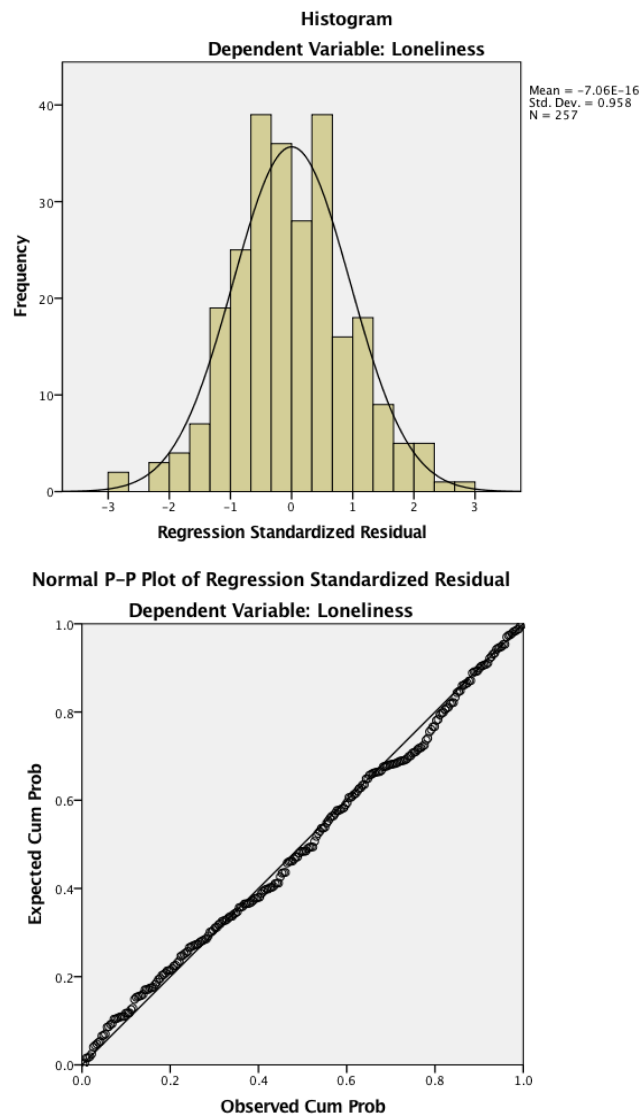 Histogram
Dependent Variable: Loneliness
Mean = -7.06E-16
Std. Dev. = 0.958
N = 257
40
30
20
10
0
-3 -2 -1 0 1 2 3
Frequency
Regression Standardized Residual
Normal P-P Plot of Regression Standardized Residual
Dependent Variable: Loneliness
1.0
0.8
0.6
0.4
0.2
0.0
0.0 0.2 0.4 0.6 0.8 1.0
Expected Cum Prob
Observed Cum Prob